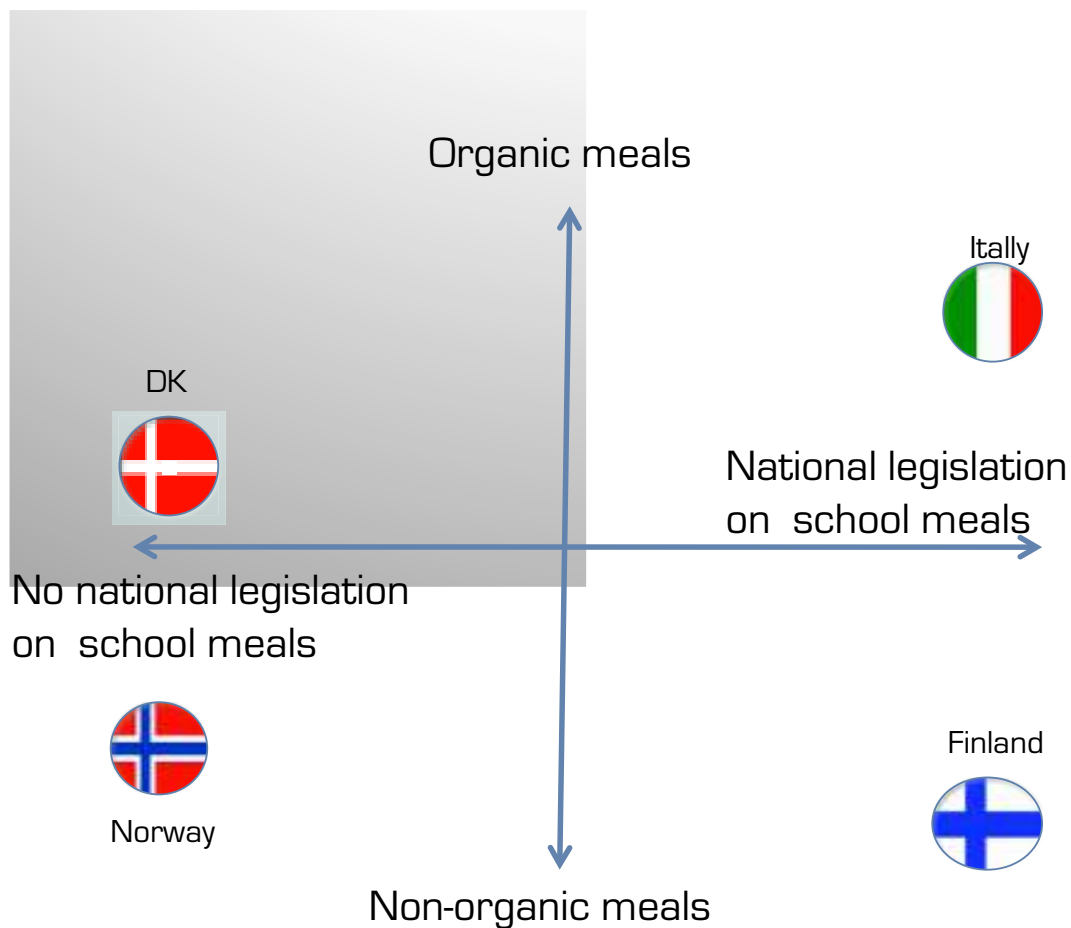 Organic meals
Itally
DK
National legislation
on  school meals
No national legislation
on  school meals
Finland
Norway
Non-organic meals